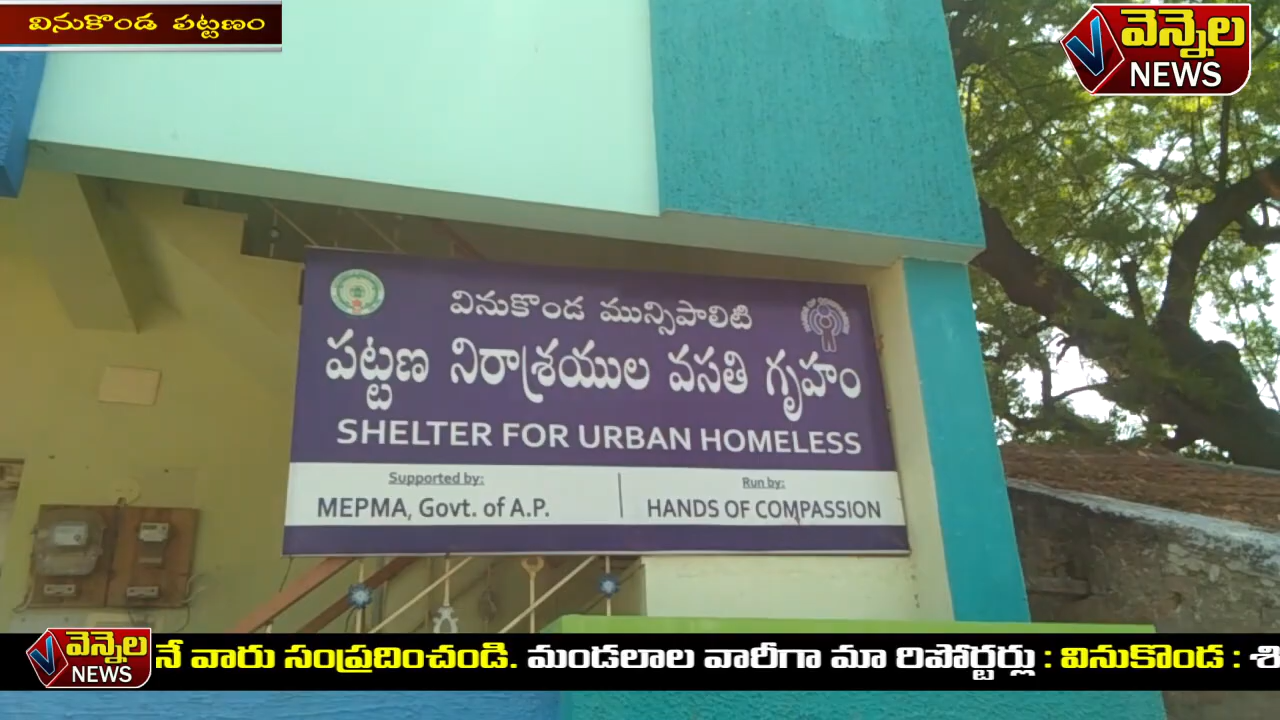 వినుకొండ పట్టణం
వెన్నెల
NEWS
వినుకొండ మున్సిపాలిటి
పట్టణ నిరాశ్రయుల వసతి గృహం
SHELTER FOR URBAN HOMELESS
Supported by:
MEPMA, Govt. of A.P.
Run by:
HANDS OF COMPASSION
వెన్నెల
NEWS
నే వారు సంప్రదించండి. మండలాల వారీగా మా రిపోర్టర్లు : వినుకొండ : శి